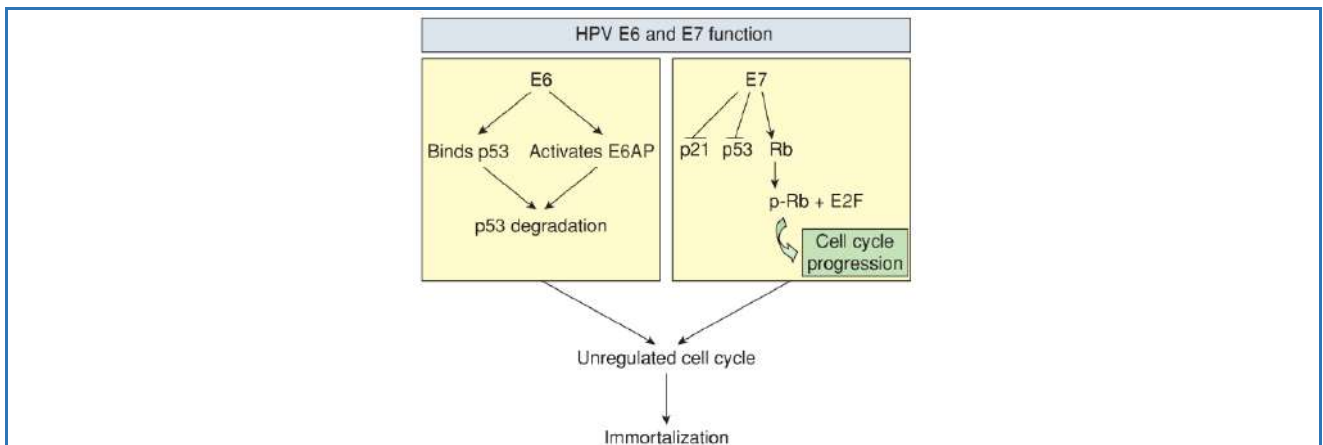 HPV E6 and E7 function
E6
Binds p53 Activates E6AP
p53 degradation
E7
p21 p53 Rb
p-Rb + E2F
Cell cycle
progression
Unregulated cell cycle
Immortalization